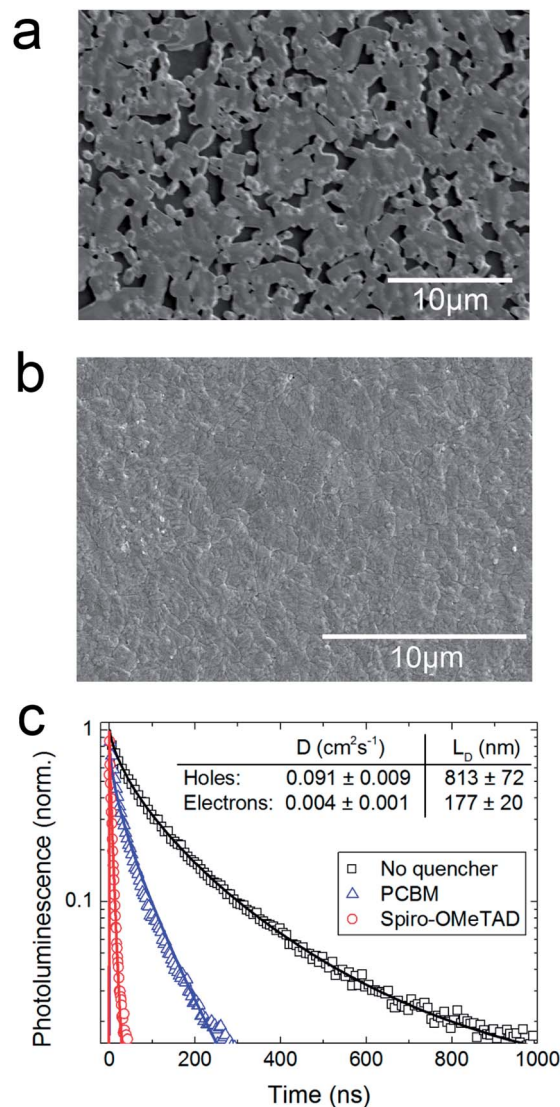 a
10μm
b
10μm
c
D (cm²s⁻¹) L_D (nm)
Holes: 0.091 ± 0.009 813 ± 72
Electrons: 0.004 ± 0.001 177 ± 20
No quencher
PCBM
Spiro-OMeTAD
1
0.1
Photoluminescence (norm.)
0 200 400 600 800 1000
Time (ns)